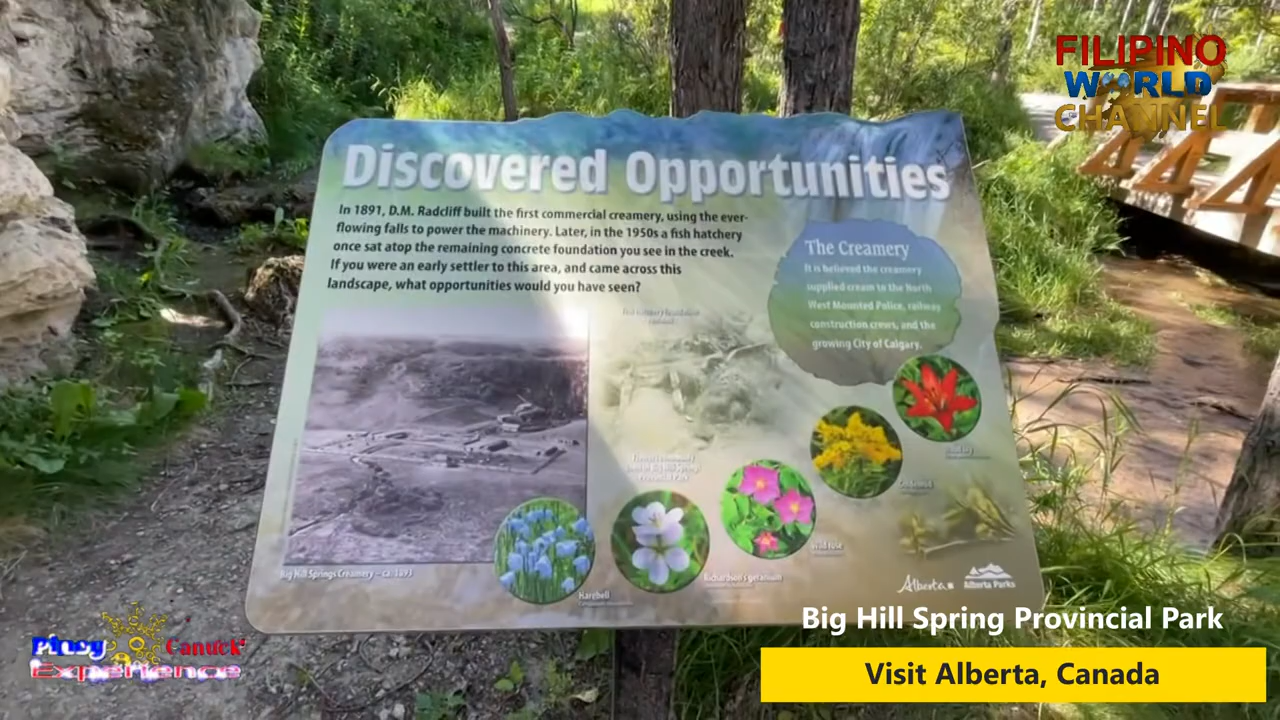 FILIPINO
WORLD
CHANNEL
Discovered Opportunities
In 1891, D.M. Radcliff built the first commercial creamery, using the ever-
flowing falls to power the machinery. Later, in the 1950s a fish hatchery
once sat atop the remaining concrete foundation you see in the creek.
If you were an early settler to this area, and came across this
landscape, what opportunities would you have seen?
The Creamery
It is believed the creamery
supplied cream to the North
West Mounted Police, railway
construction crews, and the
growing City of Calgary.
Big Hill Springs Creamery – ca. 1893
Harebell
Richardson's geranium
Wild rose
Goldenrod
Alberta
Alberta Parks
Pinoy Canuck
Experience
Big Hill Spring Provincial Park
Visit Alberta, Canada